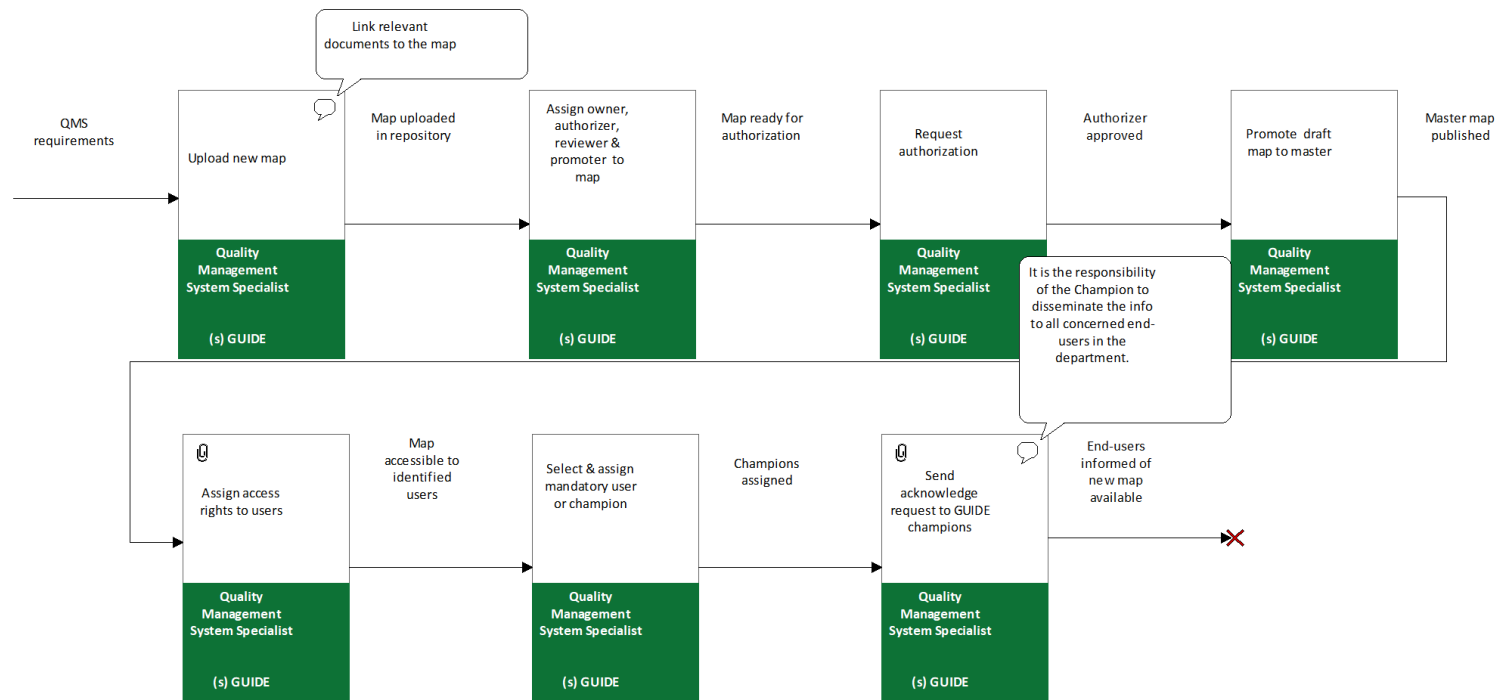 Link relevant
documents to the map
QMS
requirements
Upload new map
Quality
Management
System Specialist
(s) GUIDE
Map uploaded
in repository
Assign owner,
authorizer,
reviewer &
promoter to
map
Quality
Management
System Specialist
(s) GUIDE
Map ready for
authorization
Request
authorization
Quality
Management
System Specialist
(s) GUIDE
Authorizer
approved
Promote draft
map to master
Quality
Management
System Specialist
(s) GUIDE
Master map
published
Assign access
rights to users
Quality
Management
System Specialist
(s) GUIDE
Map
accessible to
identified
users
Select & assign
mandatory user
or champion
Quality
Management
System Specialist
(s) GUIDE
Champions
assigned
It is the responsibility
of the Champion to
disseminate the info
to all concerned end-
users in the
department.
Send
acknowledge
request to GUIDE
champions
Quality
Management
System Specialist
(s) GUIDE
End-users
informed of
new map
available